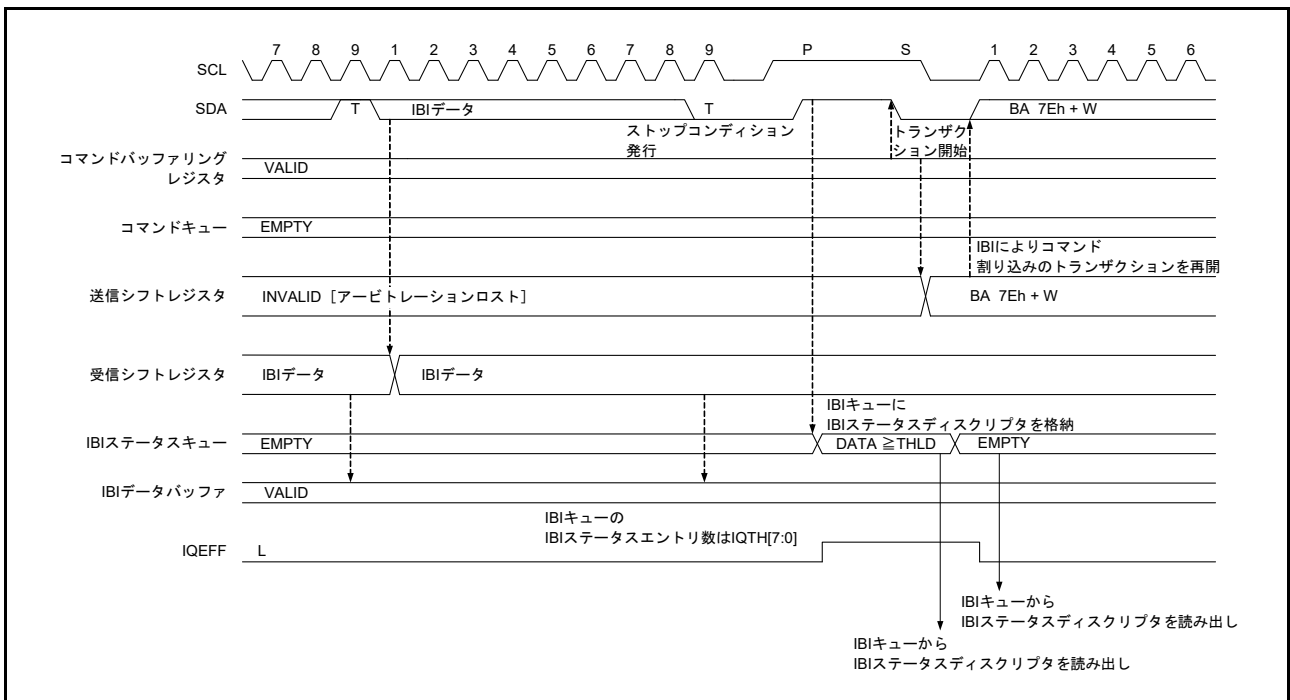 7 8 9 1 2 3 4 5 6 7 8 9 P S 1 2 3 4 5 6
SCL
SDA
T
IBIデータ
T
BA 7Eh + W
ストップコンディション
発行
トランザク
ション開始
コマンドバッファリング
レジスタ
VALID
コマンドキュー
EMPTY
IBIによりコマンド
割り込みのトランザクションを再開
送信シフトレジスタ
INVALID［アービトレーションロスト］
BA 7Eh + W
受信シフトレジスタ
IBIデータ
IBIデータ
IBIキューに
IBIステータスディスクリプタを格納
IBIステータスキュー
EMPTY
DATA ≧THLD
EMPTY
IBIデータバッファ
VALID
IBIキューの
IBIステータスエントリ数はIQTH[7:0]
IQEFF
L
IBIキューから
IBIステータスディスクリプタを読み出し
IBIキューから
IBIステータスディスクリプタを読み出し